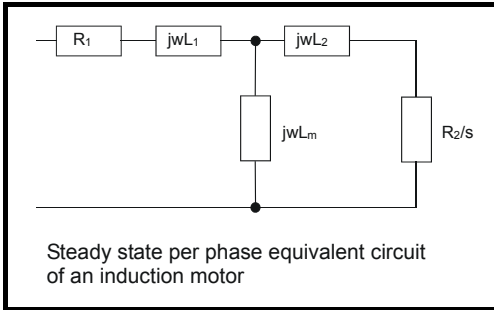 R₁
jwL₁
jwL₂
jwLₘ
R₂/s
Steady state per phase equivalent circuit
of an induction motor